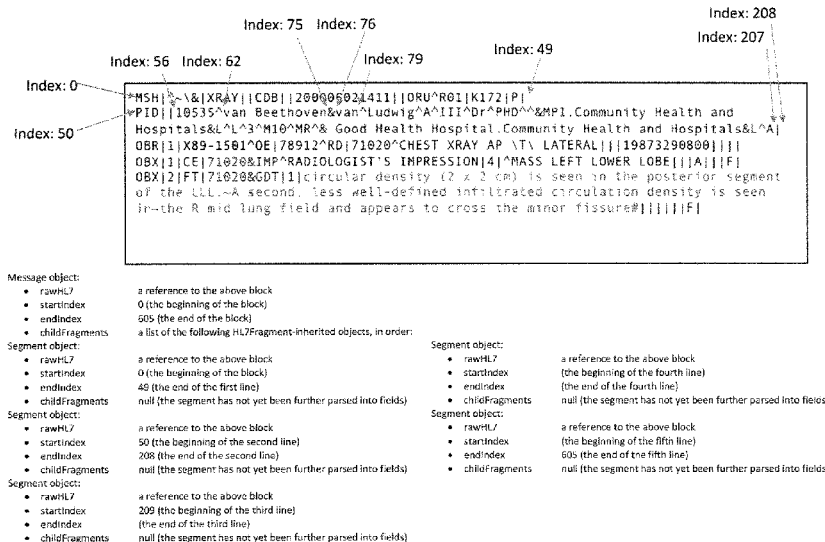 Index: 208
Index: 75 Index: 76
Index: 207
Index: 56 Index: 62 Index: 79 Index: 49
Index: 0
MSH|^~\&|XRAY||CDB||200006021411||ORU^R01|K172|P|
PID|||10535^van Beethoven&van^Ludwig^A^III^Dr^PHD^^&MPI.Community Health and
Index: 50
Hospitals&L^L^3^M10^MR^& Good Health Hospital.Community Health and Hospitals&L^A|
OBR|1|X89-1501^OE|78912^RD|71020^CHEST XRAY AP \T\ LATERAL|||19873290800||||
OBX|1|CE|71020&IMP^RADIOLOGIST'S IMPRESSION|4|^MASS LEFT LOWER LOBE|||A|||F|
OBX|2|FT|71020&GDT|1|circular density (2 x 2 cm) is seen in the posterior segment
of the LLL.~A second, less well-defined infiltrated circulation density is seen
in the R mid lung field and appears to cross the minor fissure#||||||F|
Message object:
• rawHL7 a reference to the above block
• startIndex 0 (the beginning of the block)
• endIndex 605 (the end of the block)
• childFragments a list of the following HL7Fragment-inherited objects, in order:
Segment object:
• rawHL7 a reference to the above block
• startIndex 0 (the beginning of the block)
• endIndex 49 (the end of the first line)
• childFragments null (the segment has not yet been further parsed into fields)
Segment object:
• rawHL7 a reference to the above block
• startIndex 50 (the beginning of the second line)
• endIndex 208 (the end of the second line)
• childFragments null (the segment has not yet been further parsed into fields)
Segment object:
• rawHL7 a reference to the above block
• startIndex 209 (the beginning of the third line)
• endIndex (the end of the third line)
• childFragments null (the segment has not yet been further parsed into fields)
Segment object:
• rawHL7 a reference to the above block
• startIndex (the beginning of the fourth line)
• endIndex (the end of the fourth line)
• childFragments null (the segment has not yet been further parsed into fields
Segment object:
• rawHL7 a reference to the above block
• startIndex (the beginning of the fifth line)
• endIndex 605 (the end of the fifth line)
• childFragments null (the segment has not yet been further parsed into fields